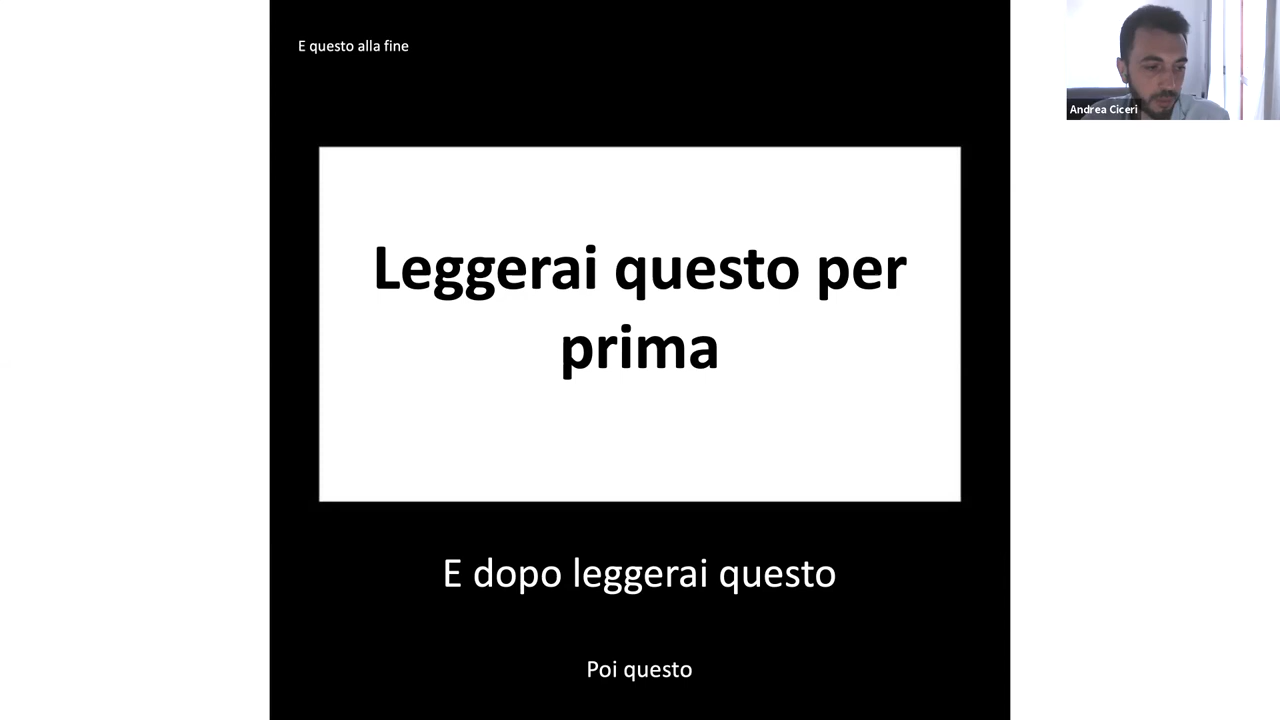 E questo alla fine
Andrea Ciceri
Leggerai questo per
prima
E dopo leggerai questo
Poi questo